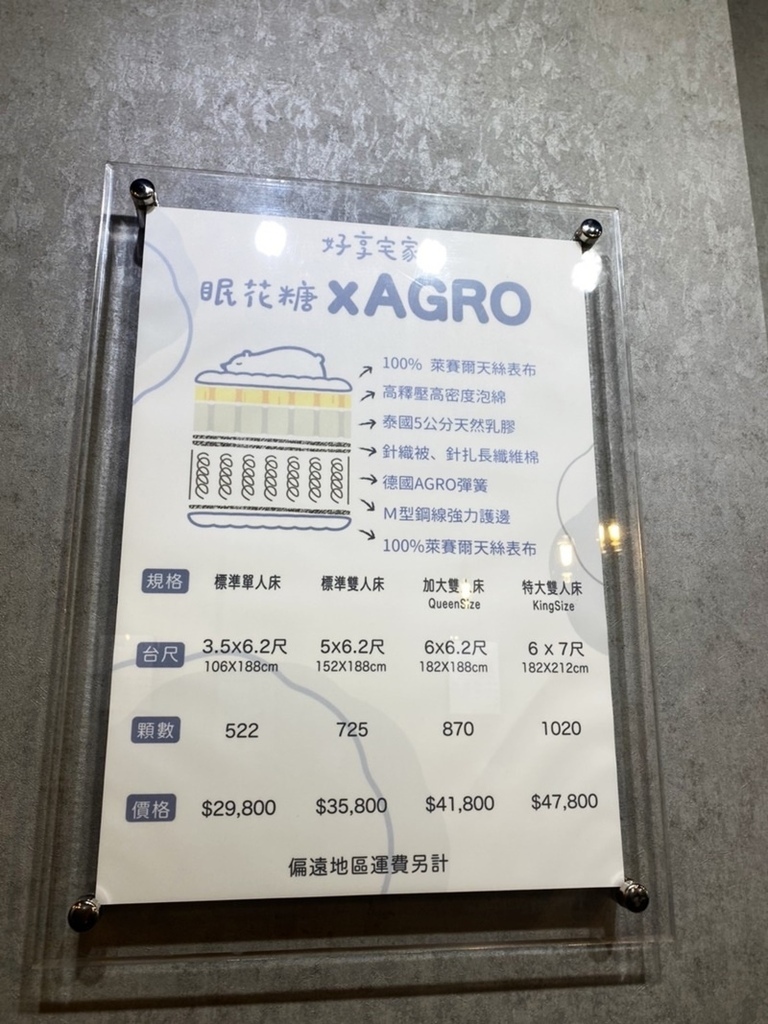 好享宅家
眠花糖 xAGRO
100% 萊賽爾天絲表布
高釋壓高密度泡綿
泰國5公分天然乳膠
針織被、針扎長纖維棉
德國AGRO彈簧
M型鋼線強力護邊
100%萊賽爾天絲表布
規格 標準單人床 標準雙人床 加大雙人床 特大雙人床
QueenSize KingSize
台尺 3.5x6.2尺 5x6.2尺 6x6.2尺 6 x 7尺
106X188cm 152X188cm 182X188cm 182X212cm
顆數 522 725 870 1020
價格 $29,800 $35,800 $41,800 $47,800
偏遠地區運費另計